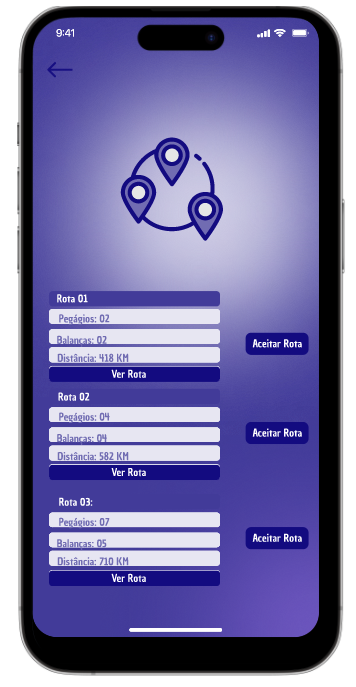 9:41
Rota 01
Pegágios: 02
Balanças: 02
Distância: 418 KM
Ver Rota
Aceitar Rota
Rota 02
Pegágios: 04
Balanças: 04
Distância: 582 KM
Ver Rota
Aceitar Rota
Rota 03:
Pegágios: 07
Balanças: 05
Distância: 710 KM
Ver Rota
Aceitar Rota